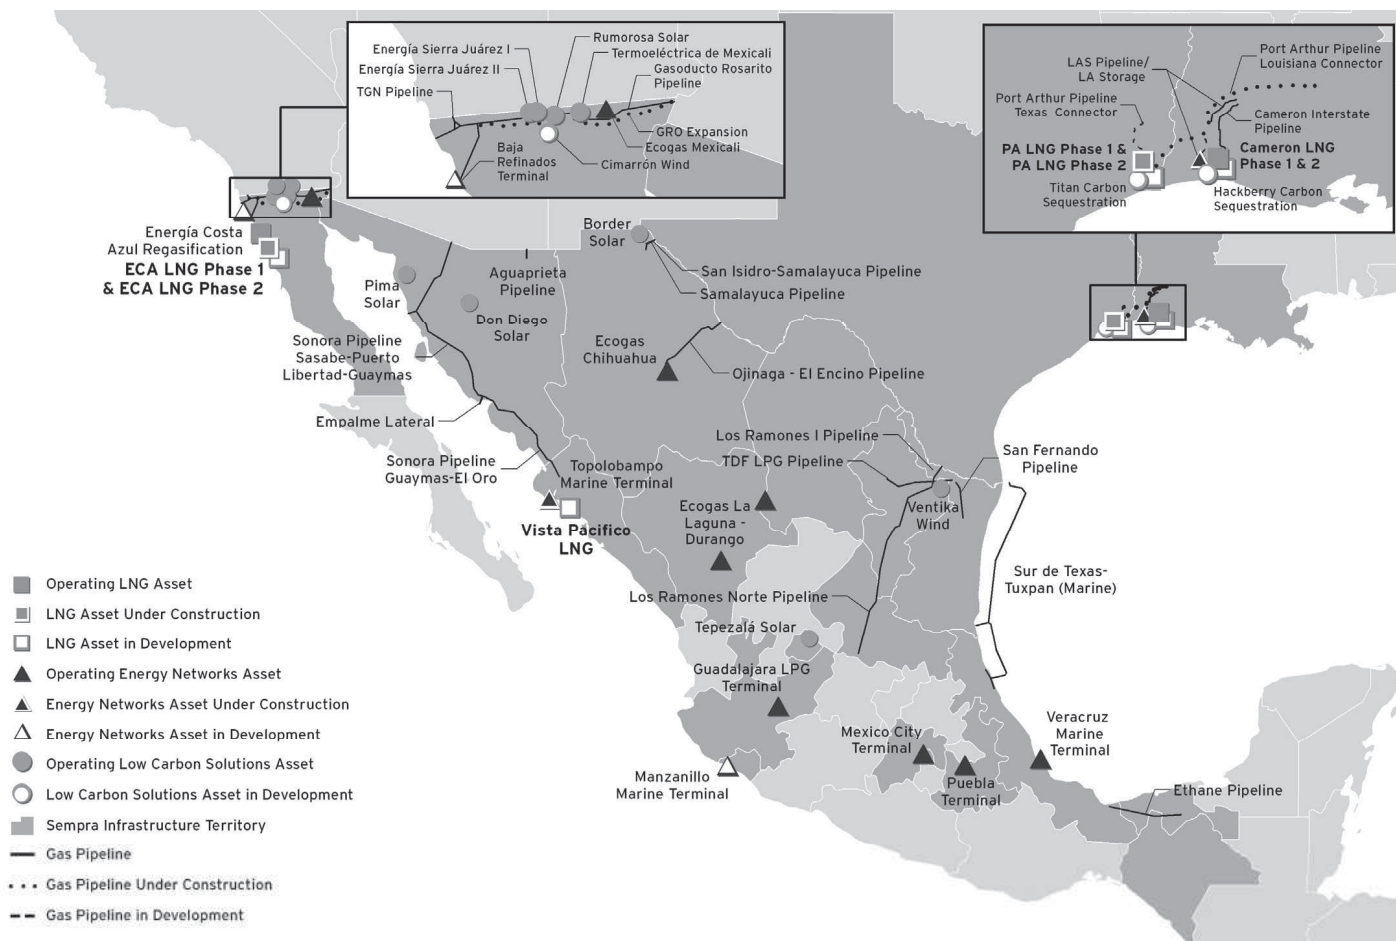 Rumorosa Solar
Energía Sierra Juárez I
Termoeléctrica de Mexicali
Energía Sierra Juárez II
Gasoducto Rosarito
Pipeline
TGN Pipeline
GRO Expansion
Ecogas Mexicali
Baja
Refinados
Terminal
Cimarrón Wind
Port Arthur Pipeline
Louisiana Connector
LAS Pipeline/
LA Storage
Port Arthur Pipeline
Texas Connector
Cameron Interstate
Pipeline
PA LNG Phase 1 &
PA LNG Phase 2
Cameron LNG
Phase 1 & 2
Titan Carbon
Sequestration
Hackberry Carbon
Sequestration
Energía Costa
Azul Regasification
ECA LNG Phase 1
& ECA LNG Phase 2
Border
Solar
Pima
Solar
Aguaprieta
Pipeline
San Isidro-Samalayuca Pipeline
Samalayuca Pipeline
Don Diego
Solar
Sonora Pipeline
Sasabe-Puerto
Libertad-Guaymas
Ecogas
Chihuahua
Ojinaga - El Encino Pipeline
Empalme Lateral
Los Ramones I Pipeline
Sonora Pipeline
Guaymas-El Oro
Topolobampo
Marine Terminal
TDF LPG Pipeline
San Fernando
Pipeline
Vista Pacifico
LNG
Ecogas La
Laguna -
Durango
Ventika
Wind
Sur de Texas-
Tuxpan (Marine)
Los Ramones Norte Pipeline
Tepezalá Solar
Guadalajara LPG
Terminal
Mexico City
Terminal
Veracruz
Marine
Terminal
Manzanillo
Marine Terminal
Puebla
Terminal
Ethane Pipeline
Operating LNG Asset
LNG Asset Under Construction
LNG Asset in Development
Operating Energy Networks Asset
Energy Networks Asset Under Construction
Energy Networks Asset in Development
Operating Low Carbon Solutions Asset
Low Carbon Solutions Asset in Development
Sempra Infrastructure Territory
Gas Pipeline
Gas Pipeline Under Construction
Gas Pipeline in Development